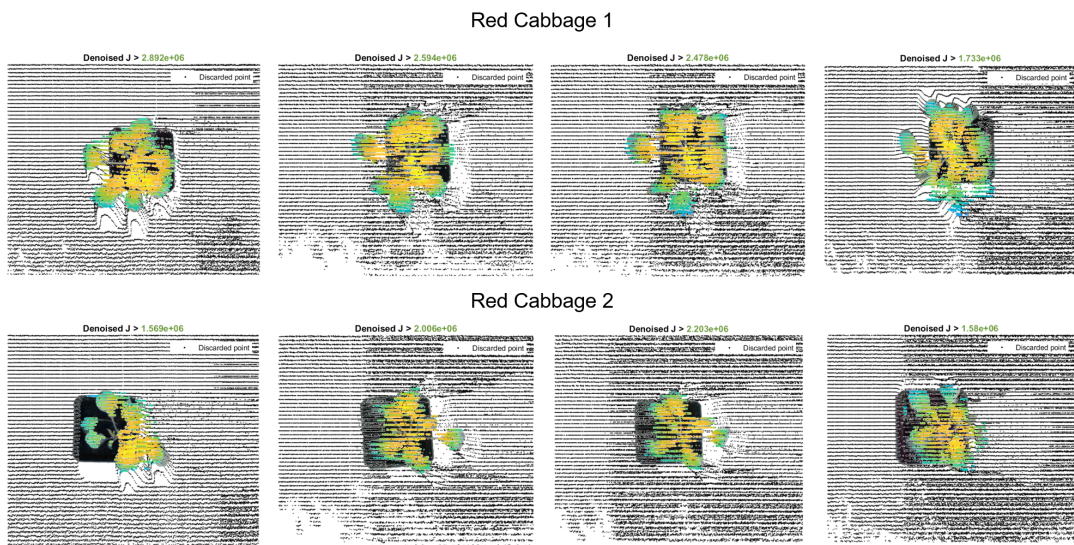 Red Cabbage 1
Denoised J > 2.892e+06
Denoised J > 2.594e+06
Denoised J > 2.478e+06
Denoised J > 1.733e+06
Discarded point
Discarded point
Discarded point
Discarded point
Red Cabbage 2
Denoised J > 1.569e+06
Denoised J > 2.006e+06
Denoised J > 2.203e+06
Denoised J > 1.58e+06
Discarded point
Discarded point
Discarded point
Discarded point